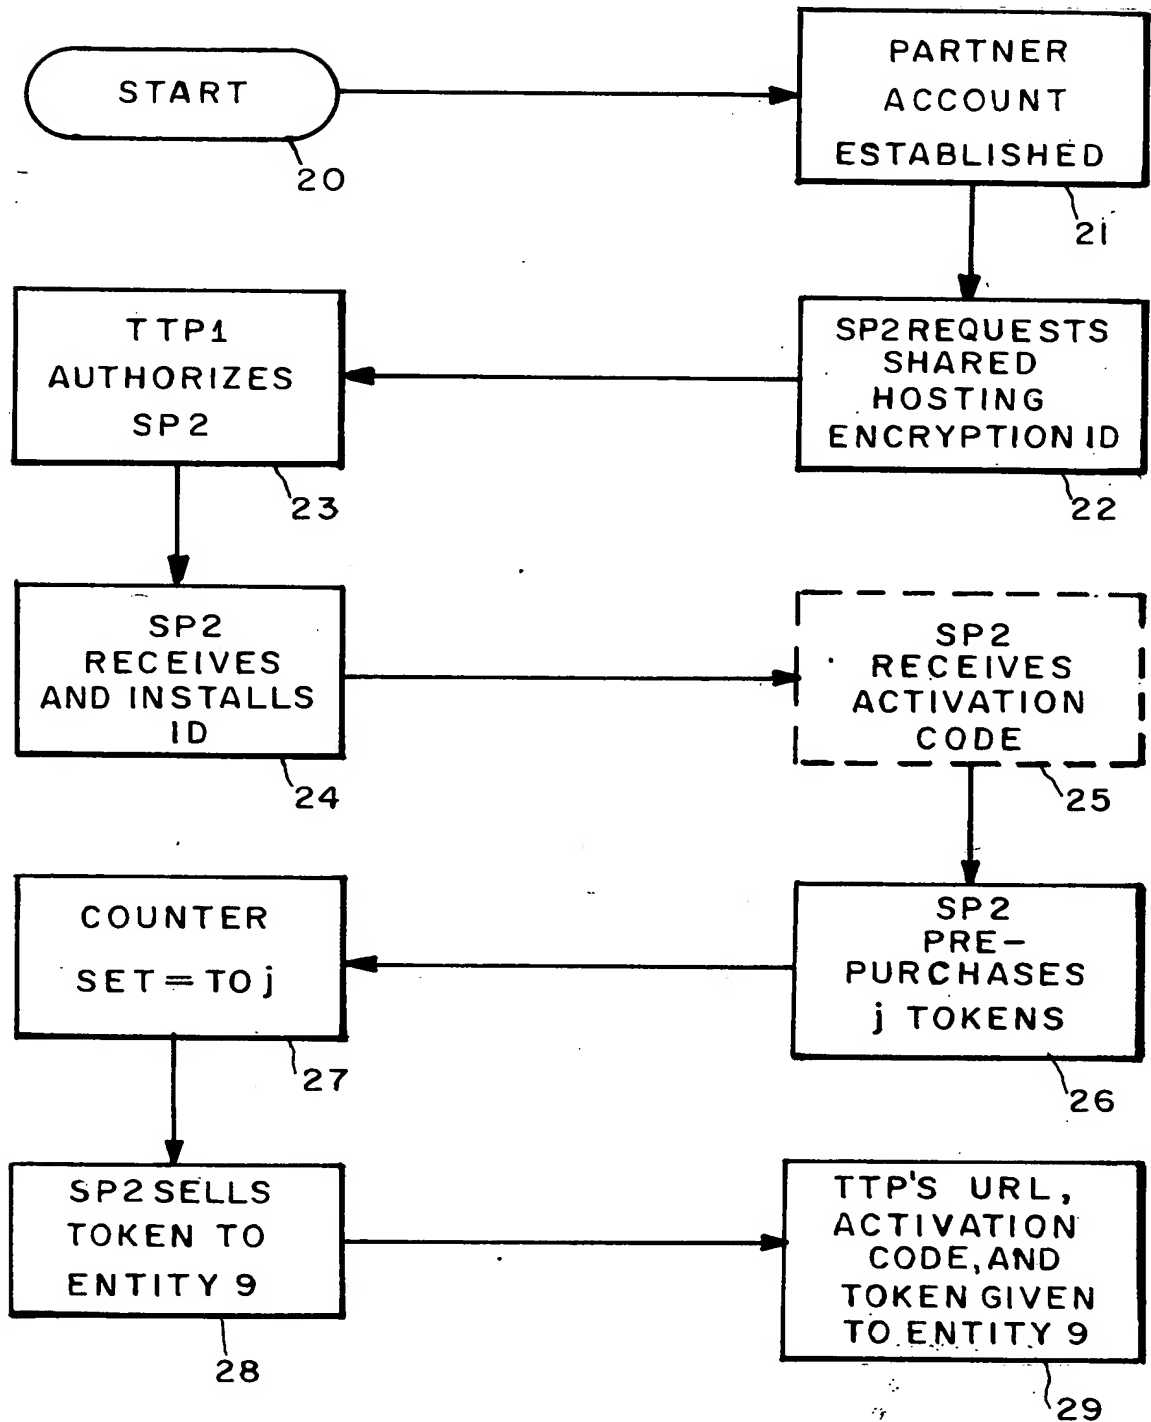 START
20
PARTNER
ACCOUNT
ESTABLISHED
21
SP2 REQUESTS
SHARED
HOSTING
ENCRYPTION ID
22
TTP1
AUTHORIZES
SP2
23
SP2
RECEIVES
AND INSTALLS
ID
24
SP2
RECEIVES
ACTIVATION
CODE
25
SP2
PRE-
PURCHASES
j TOKENS
26
COUNTER
SET = TO j
27
SP2 SELLS
TOKEN TO
ENTITY 9
28
TTP'S URL,
ACTIVATION
CODE, AND
TOKEN GIVEN
TO ENTITY 9
29